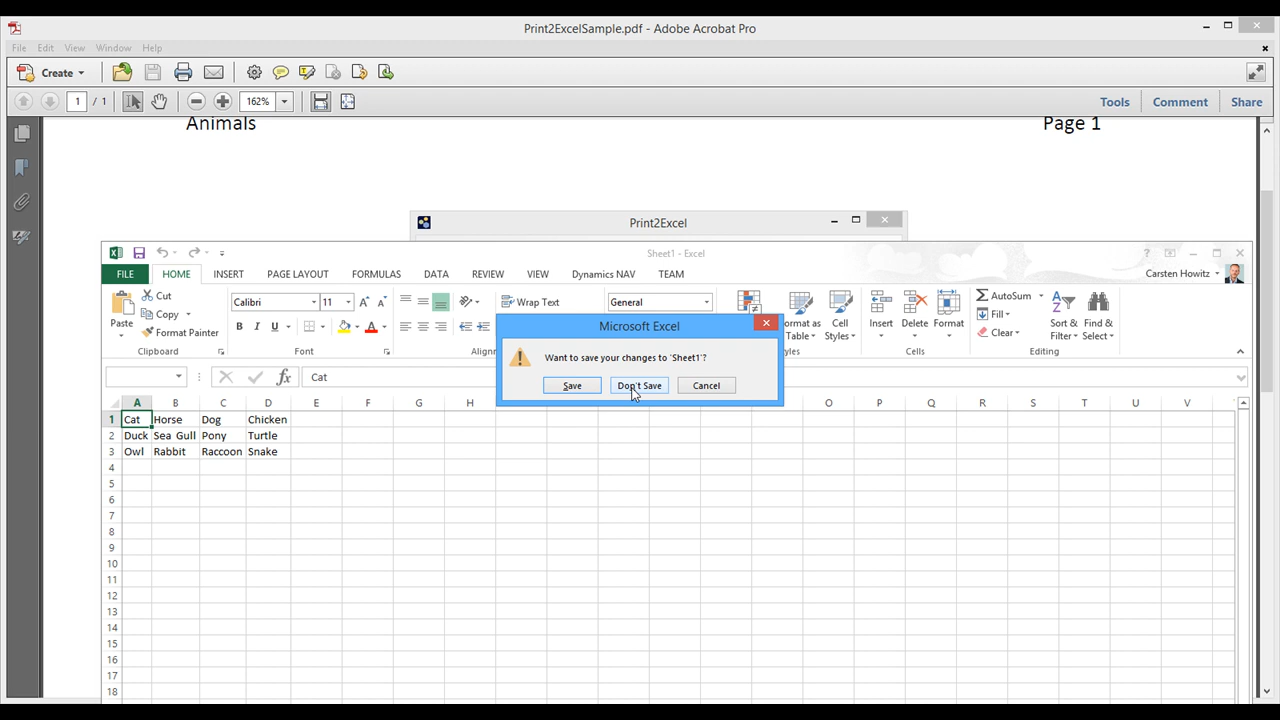 Print2ExcelSample.pdf - Adobe Acrobat Pro
File Edit View Window Help
Create
1 / 1 162% Tools Comment Share
Animals Page 1
Print2Excel
Sheet1 - Excel
FILE HOME INSERT PAGE LAYOUT FORMULAS DATA REVIEW VIEW Dynamics NAV TEAM Carsten Howitz
Paste Cut Copy Format Painter
Clipboard
Calibri 11
B I U
Wrap Text
General
Alignr
ormat as Table
Cell Styles
yles
Insert Delete Format
Cells
AutoSum Fill Clear
Sort & Filter Find & Select
Editing
Microsoft Excel
Want to save your changes to 'Sheet1'?
Save Don't Save Cancel
fx Cat
A B C D E F G H N O P Q R S T U V
1 Cat Horse Dog Chicken
2 Duck Sea Gull Pony Turtle
3 Owl Rabbit Raccoon Snake
4
5
6
7
8
9
10
11
12
13
14
15
16
17
18